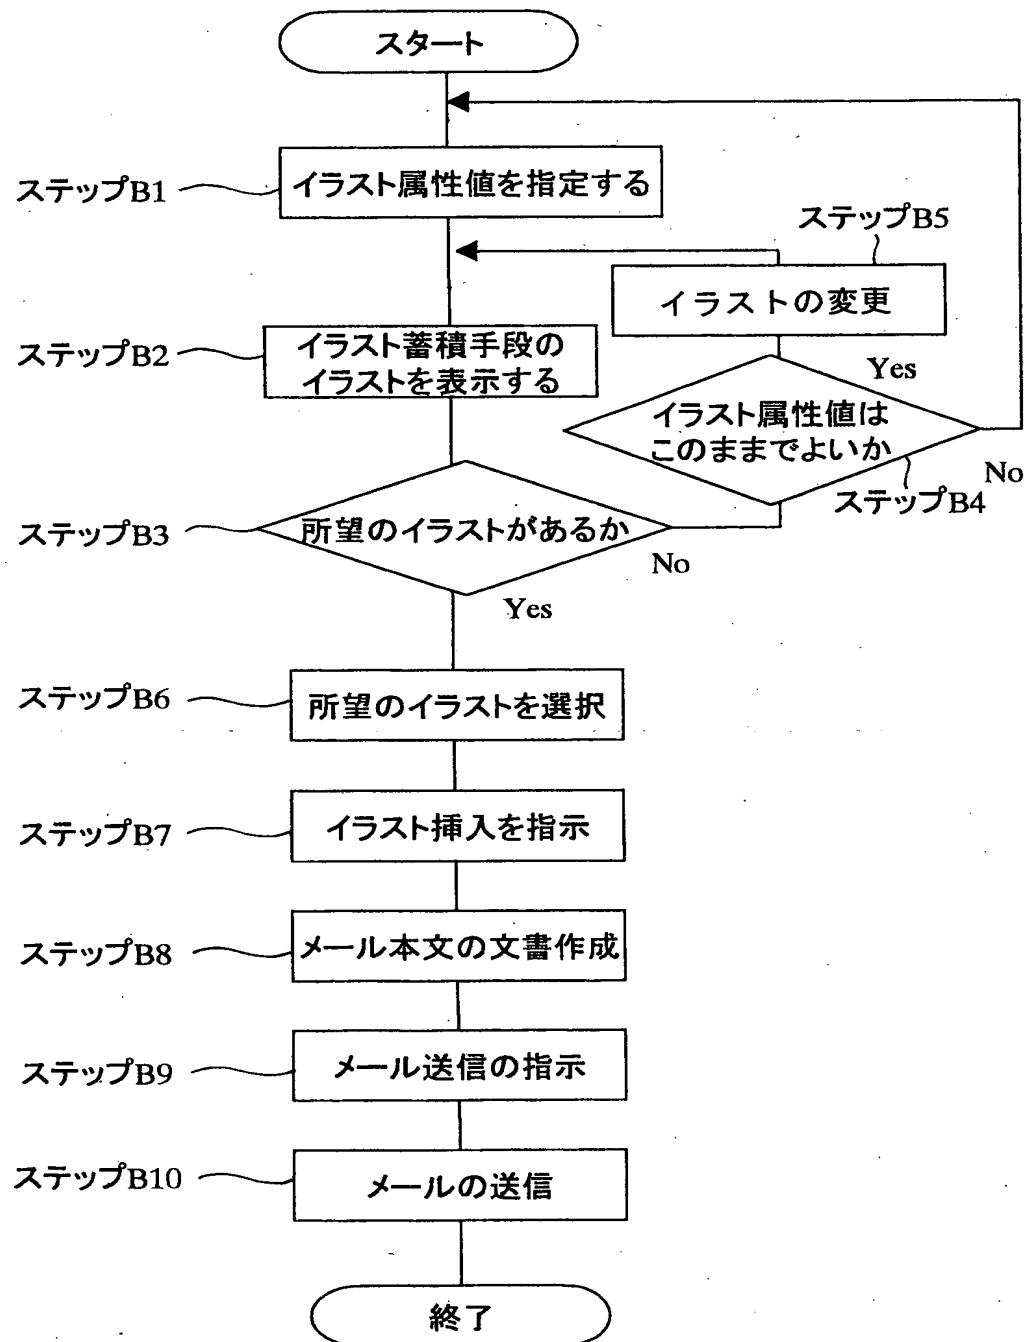 スタート
ステップB1
イラスト属性値を指定する
ステップB5
イラストの変更
ステップB2
イラスト蓄積手段の
イラストを表示する
Yes
イラスト属性値は
このままでよいか
No
ステップB4
ステップB3
所望のイラストがあるか
No
Yes
ステップB6
所望のイラストを選択
ステップB7
イラスト挿入を指示
ステップB8
メール本文の文書作成
ステップB9
メール送信の指示
ステップB10
メールの送信
終了